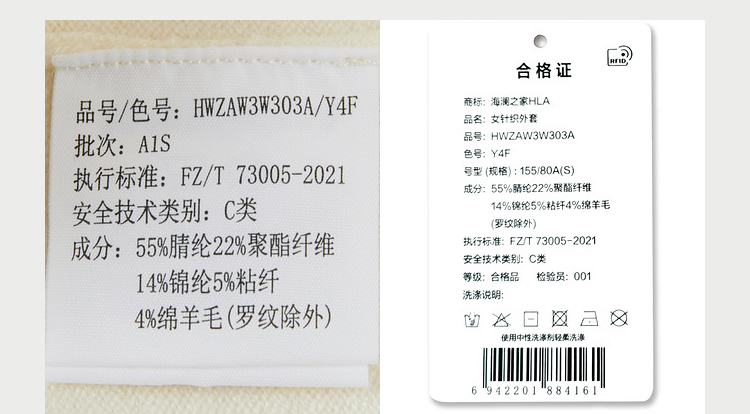 品号/色号：HWZAW3W303A/Y4F
批次：A1S
执行标准：FZ/T 73005-2021
安全技术类别：C类
成分：55%腈纶22%聚酯纤维
14%锦纶5%粘纤
4%绵羊毛(罗纹除外)
RFID
合格证
商标：海澜之家HLA
品名：女针织外套
品号：HWZAW3W303A
色号：Y4F
号型(规格)：155/80A(S)
成分：55%腈纶22%聚酯纤维
14%锦纶5%粘纤4%绵羊毛
(罗纹除外)
执行标准：FZ/T 73005-2021
安全技术类别：C类
等级：合格品 检验员：001
洗涤说明：
使用中性洗涤剂轻柔洗涤
6 942201 884161